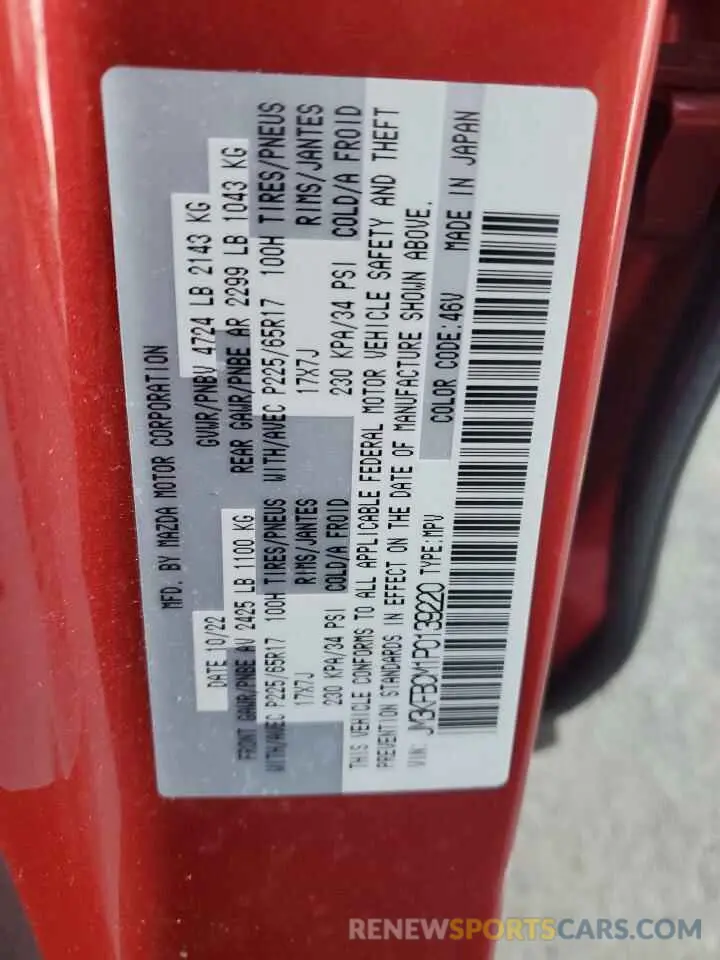 MFD. BY MAZDA MOTOR CORPORATION
DATE 10/22 GVWR/PNBV 4724 LB 2143 KG
FRONT GAWR/PNBE AV 2425 LB 1100 KG REAR GAWR/PNBE AR 2299 LB 1043 KG
WITH/AVEC P225/65R17 100H TIRES/PNEUS WITH/AVEC P225/65R17 100H TIRES/PNEUS
17X7J RIMS/JANTES 17X7J RIMS/JANTES
230 KPA/34 PSI COLD/A FROID 230 KPA/34 PSI COLD/A FROID
THIS VEHICLE CONFORMS TO ALL APPLICABLE FEDERAL MOTOR VEHICLE SAFETY AND THEFT
PREVENTION STANDARDS IN EFFECT ON THE DATE OF MANUFACTURE SHOWN ABOVE.
VIN: JM3KFBCM1P0139220 TYPE:MPV COLOR CODE:46V MADE IN JAPAN
RENEWSPORTSCARS.COM